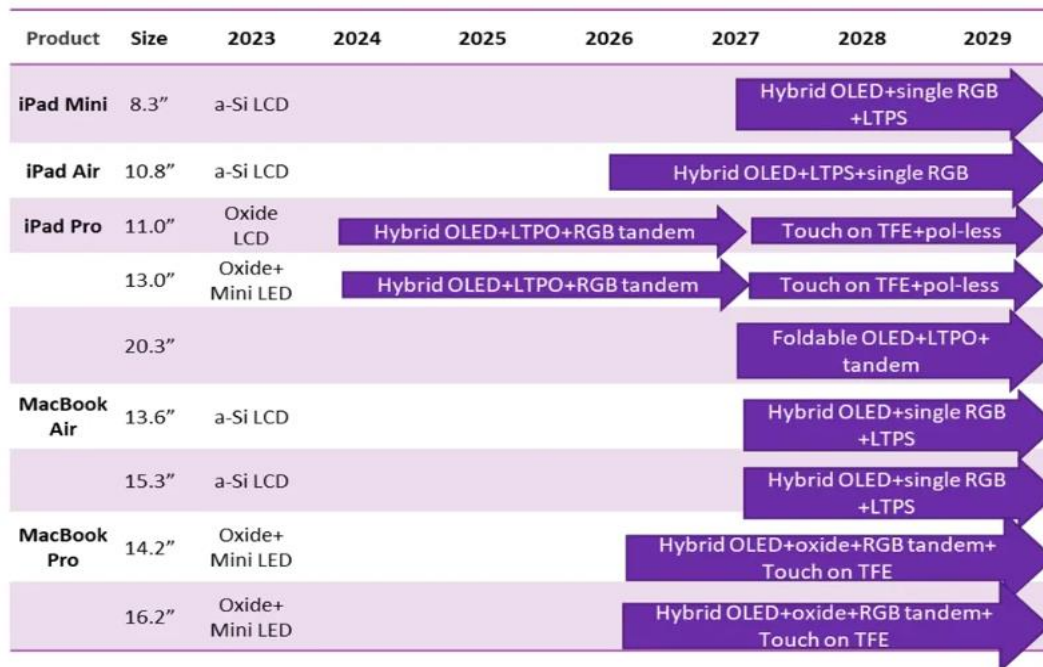 Product Size 2023 2024 2025 2026 2027 2028 2029
iPad Mini 8.3” a-Si LCD Hybrid OLED+single RGB
+LTPS
iPad Air 10.8” a-Si LCD Hybrid OLED+LTPS+single RGB
iPad Pro 11.0” Oxide
LCD Hybrid OLED+LTPO+RGB tandem Touch on TFE+pol-less
13.0” Oxide+
Mini LED Hybrid OLED+LTPO+RGB tandem Touch on TFE+pol-less
20.3” Foldable OLED+LTPO+
tandem
MacBook
Air 13.6” a-Si LCD Hybrid OLED+single RGB
+LTPS
15.3” a-Si LCD Hybrid OLED+single RGB
+LTPS
MacBook
Pro 14.2” Oxide+
Mini LED Hybrid OLED+oxide+RGB tandem+
Touch on TFE
16.2” Oxide+
Mini LED Hybrid OLED+oxide+RGB tandem+
Touch on TFE